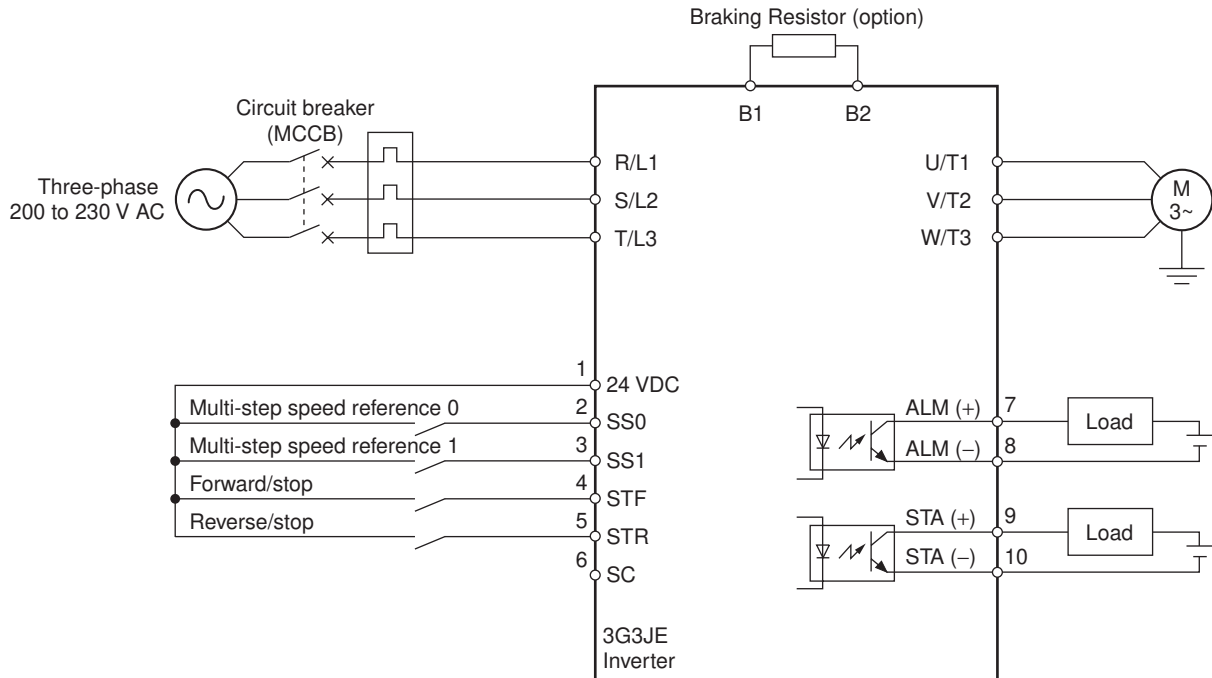 Braking Resistor (option)
B1
B2
Circuit breaker
(MCCB)
Three-phase
200 to 230 V AC
R/L1
S/L2
T/L3
U/T1
V/T2
W/T3
M
3~
1
24 VDC
Multi-step speed reference 0
2
SS0
Multi-step speed reference 1
3
SS1
Forward/stop
4
STF
Reverse/stop
5
STR
6
SC
ALM (+)
7
Load
ALM (−)
8
STA (+)
9
Load
STA (−)
10
3G3JE
Inverter